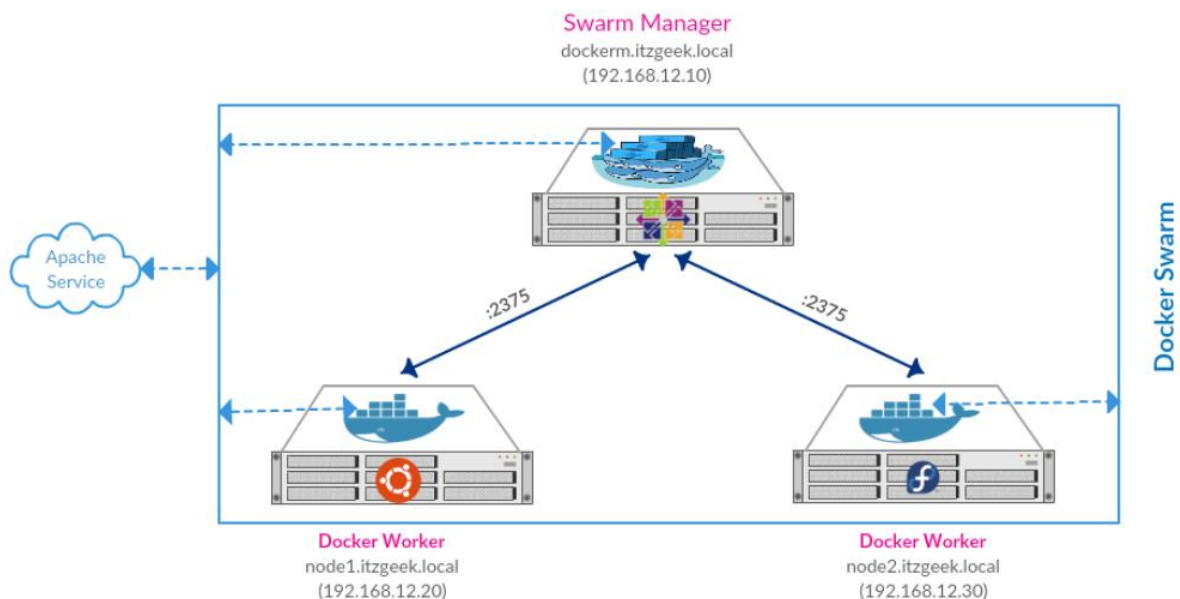 Swarm Manager
dockerm.itzgeek.local
(192.168.12.10)
Apache
Service
:2375
:2375
Docker Swarm
Docker Worker
node1.itzgeek.local
(192.168.12.20)
Docker Worker
node2.itzgeek.local
(192.168.12.30)